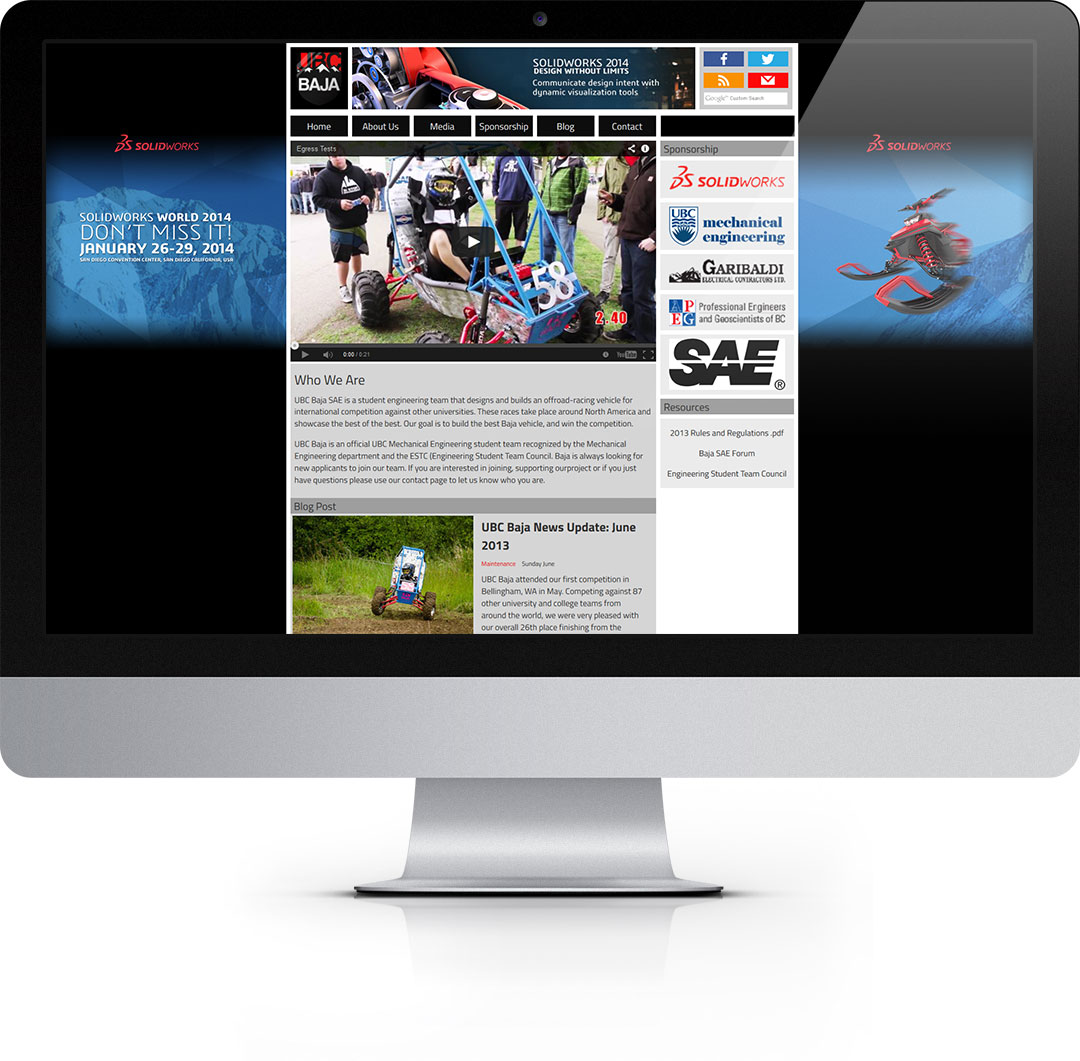 UBC
BAJA
SOLIDWORKS 2014
DESIGN WITHOUT LIMITS
Communicate design intent with
dynamic visualization tools
Google™ Custom Search
Home
About Us
Media
Sponsorship
Blog
Contact
SOLIDWORKS
SOLIDWORKS WORLD 2014
DON'T MISS IT!
JANUARY 26-29, 2014
SAN DIEGO CONVENTION CENTER, SAN DIEGO CALIFORNIA, USA
Egress Tests
58
2.40
0:00 / 6:21
YouTube
Who We Are
UBC Baja SAE is a student engineering team that designs and builds an offroad-racing vehicle for
international competition against other universities. These races take place around North America and
showcase the best of the best. Our goal is to build the best Baja vehicle, and win the competition.
UBC Baja is an official UBC Mechanical Engineering student team recognized by the Mechanical
Engineering department and the ESTC (Engineering Student Team Council. Baja is always looking for
new applicants to join our team. If you are interested in joining, supporting ourproject or if you just
have questions please use our contact page to let us know who you are.
Blog Post
UBC Baja News Update: June
2013
Maintenance Sunday June
UBC Baja attended our first competition in
Bellingham, WA in May. Competing against 87
other university and college teams from
around the world, we were very pleased with
our overall 26th place finishing from the
Sponsorship
SOLIDWORKS
UBC
mechanical
engineering
GARIBALDI
ELECTRICAL CONTRACTORS LTD.
APEG
Professional Engineers
and Geoscientists of BC
SAE®
Resources
2013 Rules and Regulations .pdf
Baja SAE Forum
Engineering Student Team Council
SOLIDWORKS